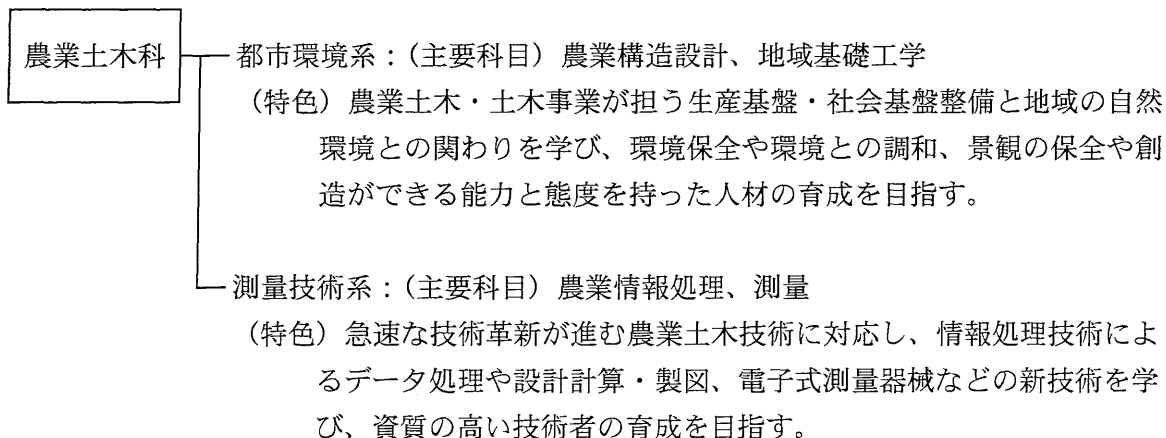 農業土木科
都市環境系：（主要科目）農業構造設計、地域基礎工学
（特色）農業土木・土木事業が担う生産基盤・社会基盤整備と地域の自然
環境との関わりを学び、環境保全や環境との調和、景観の保全や創
造ができる能力と態度を持った人材の育成を目指す。
測量技術系：（主要科目）農業情報処理、測量
（特色）急速な技術革新が進む農業土木技術に対応し、情報処理技術によ
るデータ処理や設計計算・製図、電子式測量器械などの新技術を学
び、資質の高い技術者の育成を目指す。